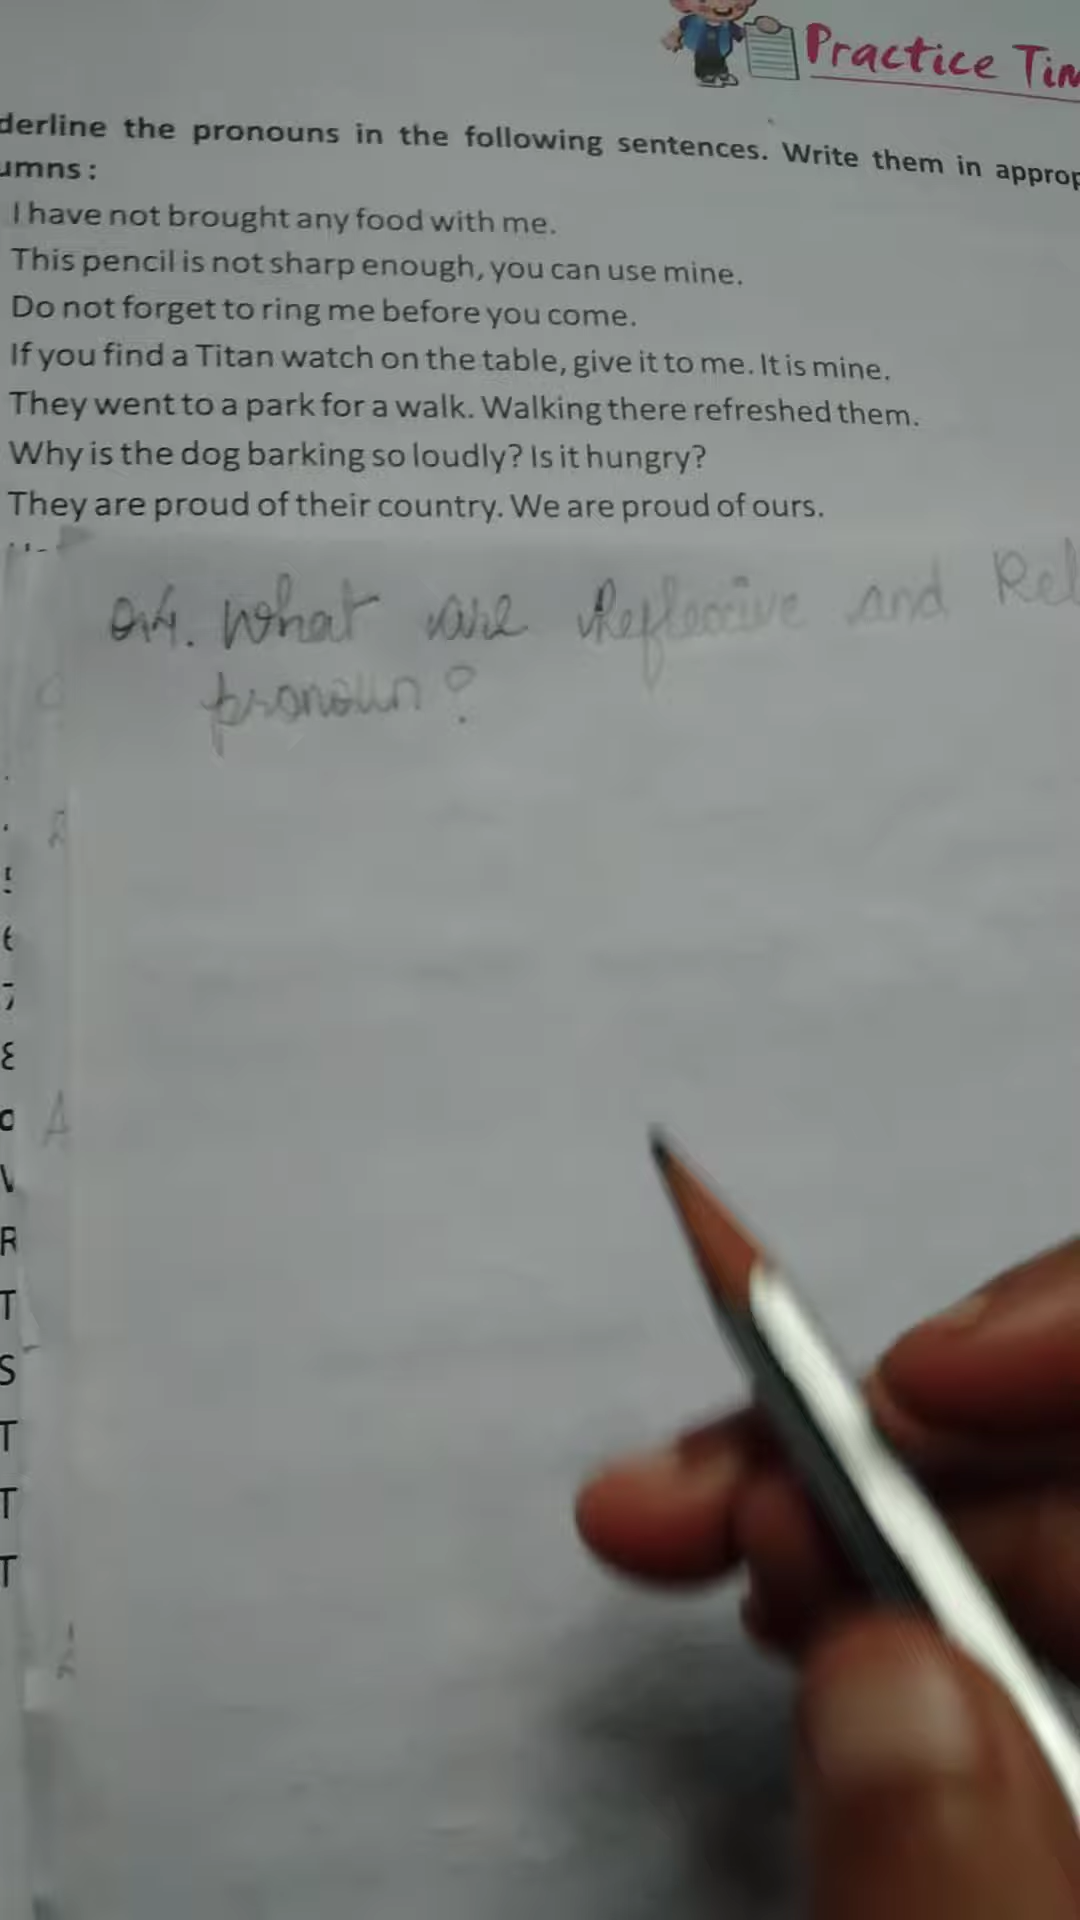 Practice Tim
derline the pronouns in the following sentences. Write them in approp
umns:
I have not brought any food with me.
This pencil is not sharp enough, you can use mine.
Do not forget to ring me before you come.
If you find a Titan watch on the table, give it to me. It is mine.
They went to a park for a walk. Walking there refreshed them.
Why is the dog barking so loudly? Is it hungry?
They are proud of their country. We are proud of ours.
What are Reflexive and Rel
pronoun?
5
6
7
8
R
T
S
T
T
T